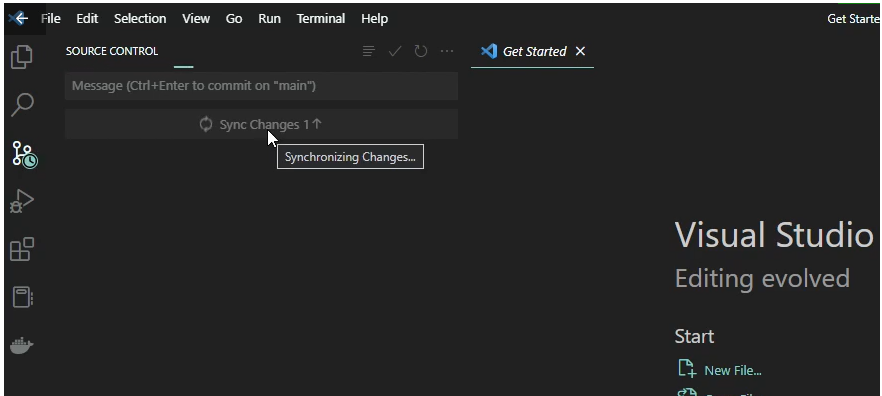 File Edit Selection View Go Run Terminal Help
Get Starte
SOURCE CONTROL
Get Started
Message (Ctrl+Enter to commit on "main")
Sync Changes 1↑
Synchronizing Changes...
Visual Studio
Editing evolved
Start
New File...